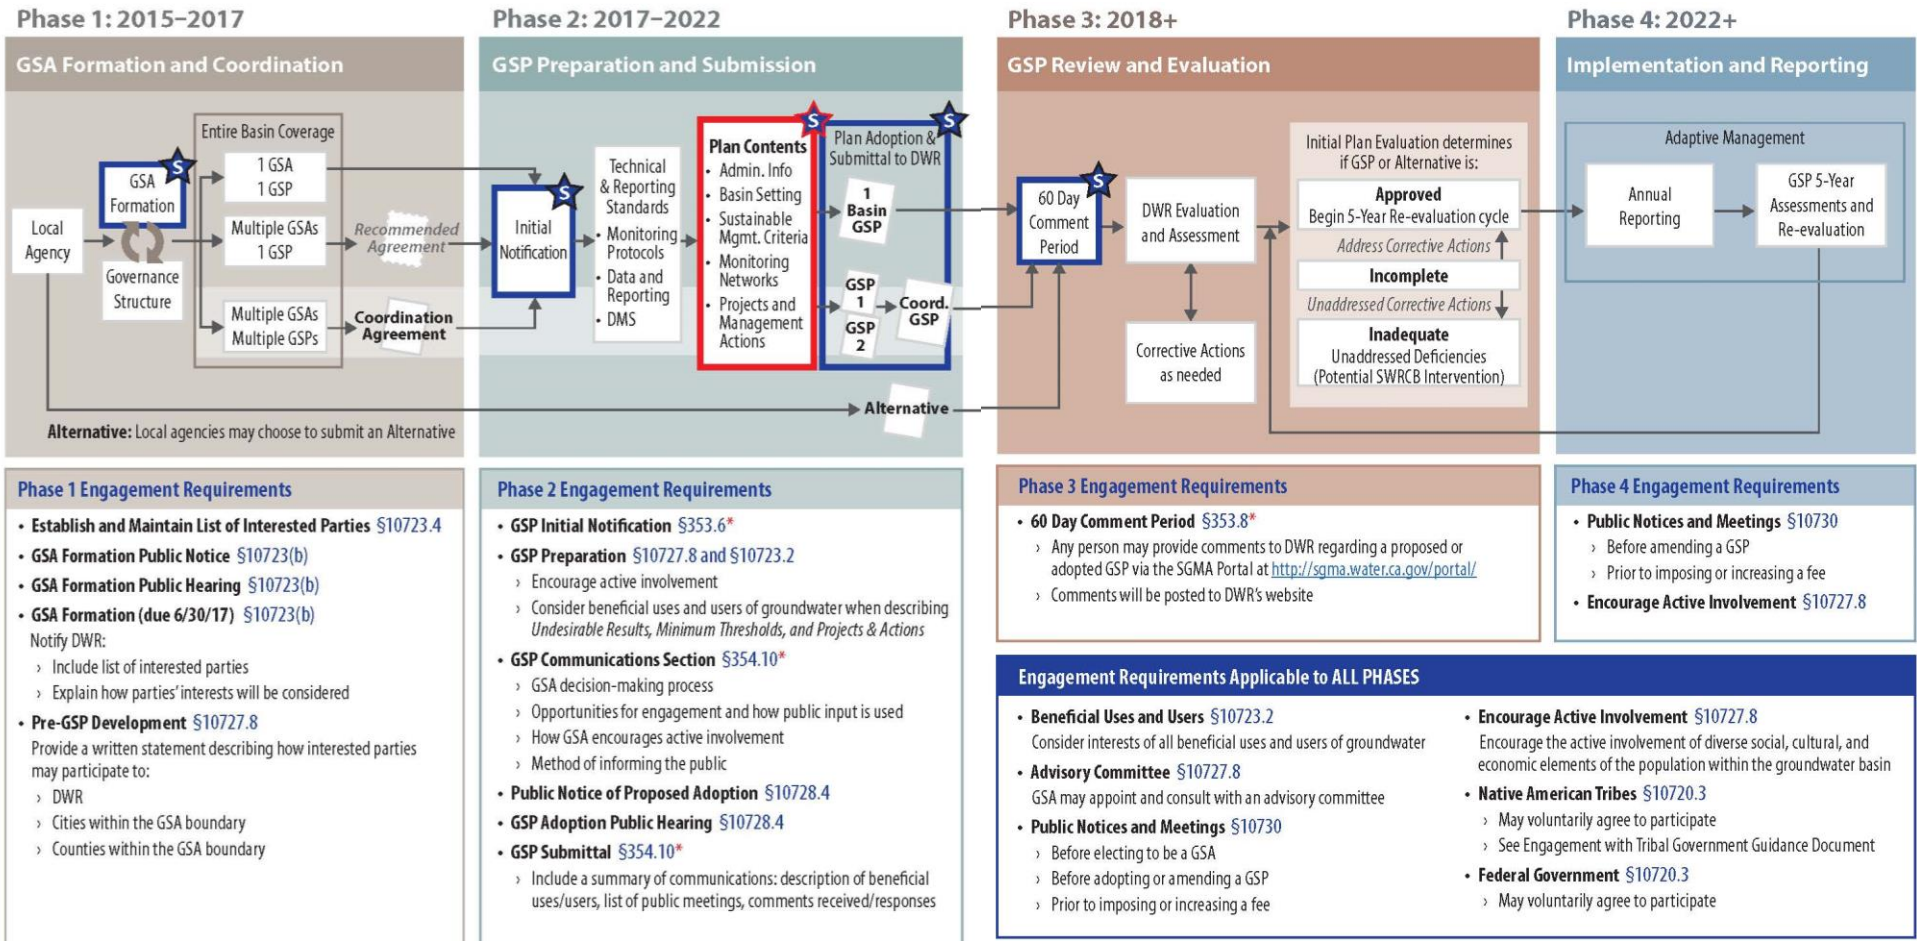 Phase 1: 2015–2017
GSA Formation and Coordination
Local
Agency
S
GSA
Formation
Governance
Structure
Entire Basin Coverage
1 GSA
1 GSP
Multiple GSAs
1 GSP
Multiple GSAs
Multiple GSPs
Recommended
Agreement
Coordination
Agreement
Alternative: Local agencies may choose to submit an Alternative
Phase 2: 2017–2022
GSP Preparation and Submission
S
Initial
Notification
Technical
& Reporting
Standards
• Monitoring
Protocols
• Data and
Reporting
• DMS
S
Plan Contents
• Admin. Info
• Basin Setting
• Sustainable
Mgmt. Criteria
• Monitoring
Networks
• Projects and
Management
Actions
S
Plan Adoption &
Submittal to DWR
1
Basin
GSP
GSP
1
GSP
2
Coord.
GSP
Alternative
Phase 3: 2018+
GSP Review and Evaluation
S
60 Day
Comment
Period
DWR Evaluation
and Assessment
Corrective Actions
as needed
Initial Plan Evaluation determines
if GSP or Alternative is:
Approved
Begin 5-Year Re-evaluation cycle
Address Corrective Actions
Incomplete
Unaddressed Corrective Actions
Inadequate
Unaddressed Deficiencies
(Potential SWRCB Intervention)
Phase 4: 2022+
Implementation and Reporting
Adaptive Management
Annual
Reporting
GSP 5-Year
Assessments and
Re-evaluation
Phase 1 Engagement Requirements
• Establish and Maintain List of Interested Parties §10723.4
• GSA Formation Public Notice §10723(b)
• GSA Formation Public Hearing §10723(b)
• GSA Formation (due 6/30/17) §10723(b)
Notify DWR:
› Include list of interested parties
› Explain how parties' interests will be considered
• Pre-GSP Development §10727.8
Provide a written statement describing how interested parties
may participate to:
› DWR
› Cities within the GSA boundary
› Counties within the GSA boundary
Phase 2 Engagement Requirements
• GSP Initial Notification §353.6*
• GSP Preparation §10727.8 and §10723.2
› Encourage active involvement
› Consider beneficial uses and users of groundwater when describing
Undesirable Results, Minimum Thresholds, and Projects & Actions
• GSP Communications Section §354.10*
› GSA decision-making process
› Opportunities for engagement and how public input is used
› How GSA encourages active involvement
› Method of informing the public
• Public Notice of Proposed Adoption §10728.4
• GSP Adoption Public Hearing §10728.4
• GSP Submittal §354.10*
› Include a summary of communications: description of beneficial
uses/users, list of public meetings, comments received/responses
Phase 3 Engagement Requirements
• 60 Day Comment Period §353.8*
› Any person may provide comments to DWR regarding a proposed or
adopted GSP via the SGMA Portal at http://sgma.water.ca.gov/portal/
› Comments will be posted to DWR's website
Phase 4 Engagement Requirements
• Public Notices and Meetings §10730
› Before amending a GSP
› Prior to imposing or increasing a fee
• Encourage Active Involvement §10727.8
Engagement Requirements Applicable to ALL PHASES
• Beneficial Uses and Users §10723.2
Consider interests of all beneficial uses and users of groundwater
• Advisory Committee §10727.8
GSA may appoint and consult with an advisory committee
• Public Notices and Meetings §10730
› Before electing to be a GSA
› Before adopting or amending a GSP
› Prior to imposing or increasing a fee
• Encourage Active Involvement §10727.8
Encourage the active involvement of diverse social, cultural, and
economic elements of the population within the groundwater basin
• Native American Tribes §10720.3
› May voluntarily agree to participate
› See Engagement with Tribal Government Guidance Document
• Federal Government §10720.3
› May voluntarily agree to participate